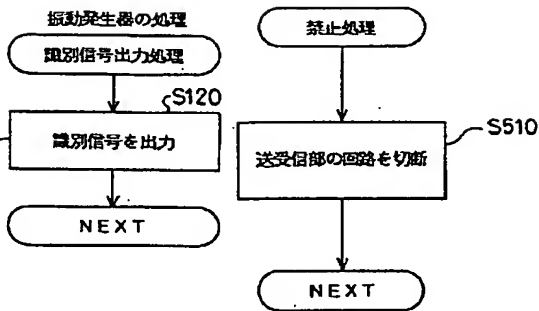 振動発生器の処理
識別信号出力処理
S120
識別信号を出力
NEXT
禁止処理
S510
送受信部の回路を切断
NEXT